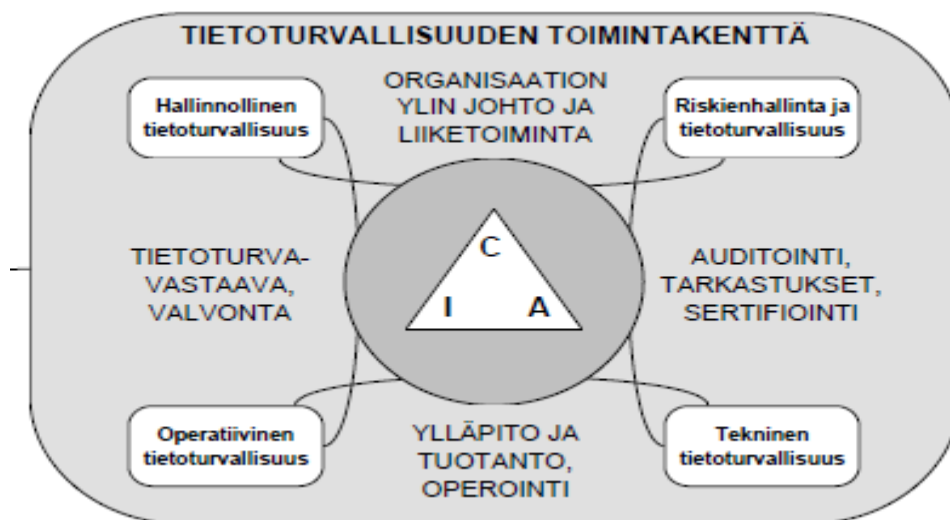 TIETOTURVALLISUUDEN TOIMINTAKENTTÄ
Hallinnollinen
tietoturvallisuus
ORGANISAATION
YLIN JOHTO JA
LIIKETOIMINTA
Riskienhallinta ja
tietoturvallisuus
TIETOTURVA-
VASTAAVA,
VALVONTA
C
I A
AUDITOINTI,
TARKASTUKSET,
SERTIFIOINTI
Operatiivinen
tietoturvallisuus
YLLÄPITO JA
TUOTANTO,
OPEROINTI
Tekninen
tietoturvallisuus